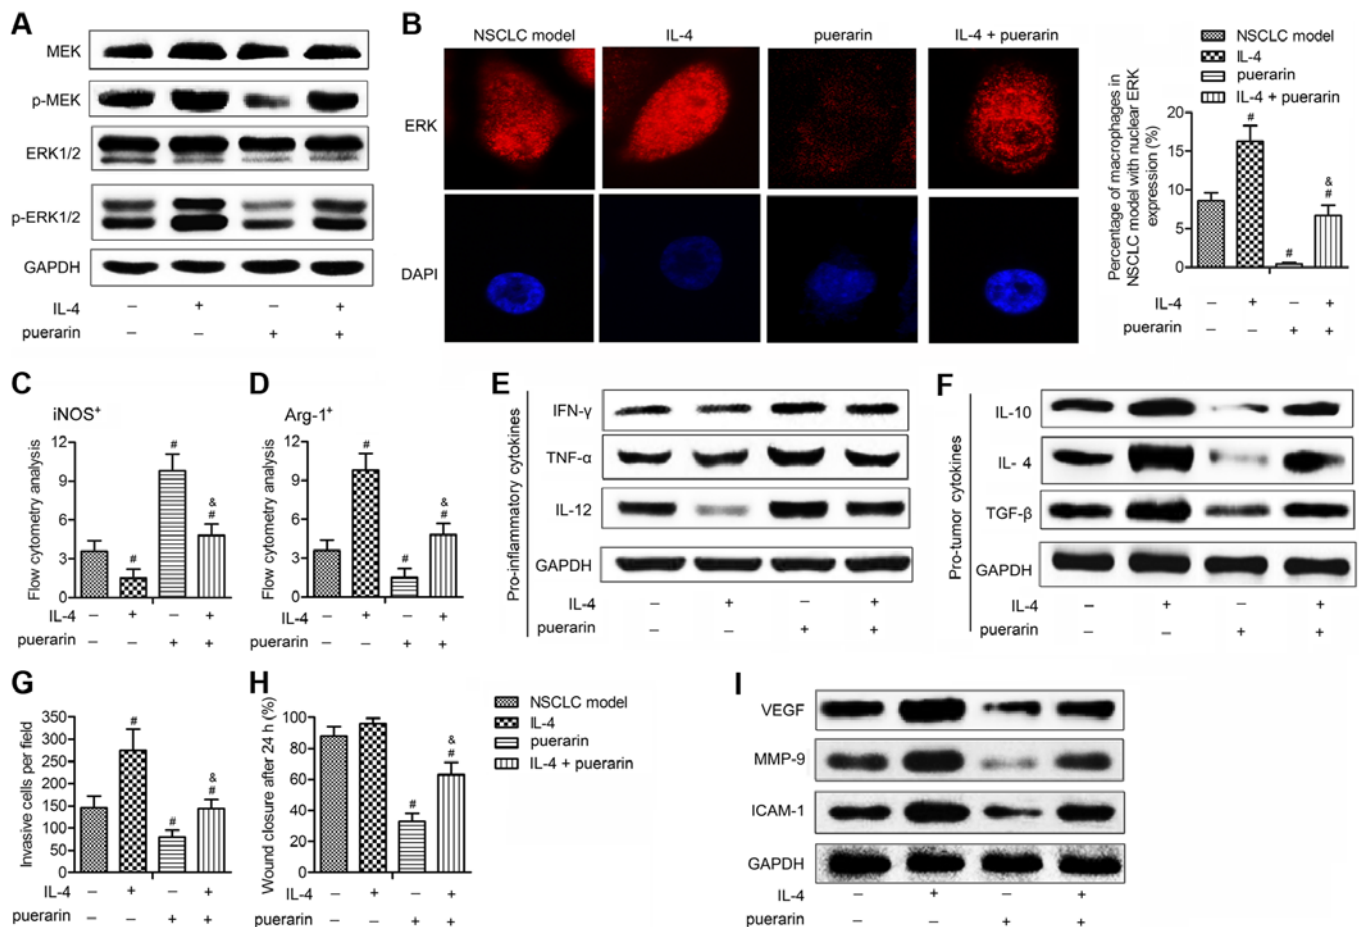 A
MEK
p-MEK
ERK1/2
p-ERK1/2
GAPDH
IL-4 – + – +
puerarin – – + +
B
NSCLC model IL-4 puerarin IL-4 + puerarin
ERK
DAPI
NSCLC model
IL-4
puerarin
IL-4 + puerarin
Percentage of macrophages in
NSCLC model with nuclear ERK
expression (%)
20
15
10
5
0
#
#
&
#
IL-4 – + – +
puerarin – – + +
C
iNOS⁺
Flow cytometry analysis
12
9
6
3
0
#
#
&
#
IL-4 – + – +
puerarin – – + +
D
Arg-1⁺
Flow cytometry analysis
12
9
6
3
0
#
#
&
#
IL-4 – + – +
puerarin – – + +
E
Pro-inflammatory cytokines
IFN-γ
TNF-α
IL-12
GAPDH
IL-4 – + – +
puerarin – – + +
F
Pro-tumor cytokines
IL-10
IL- 4
TGF-β
GAPDH
IL-4 – + – +
puerarin – – + +
G
Invasive cells per field
350
300
250
200
150
100
50
0
#
#
&
#
IL-4 – + – +
puerarin – – + +
H
Wound closure after 24 h (%)
100
80
60
40
20
0
#
&
#
IL-4 – + – +
puerarin – – + +
NSCLC model
IL-4
puerarin
IL-4 + puerarin
I
VEGF
MMP-9
ICAM-1
GAPDH
IL-4 – + – +
puerarin – – + +